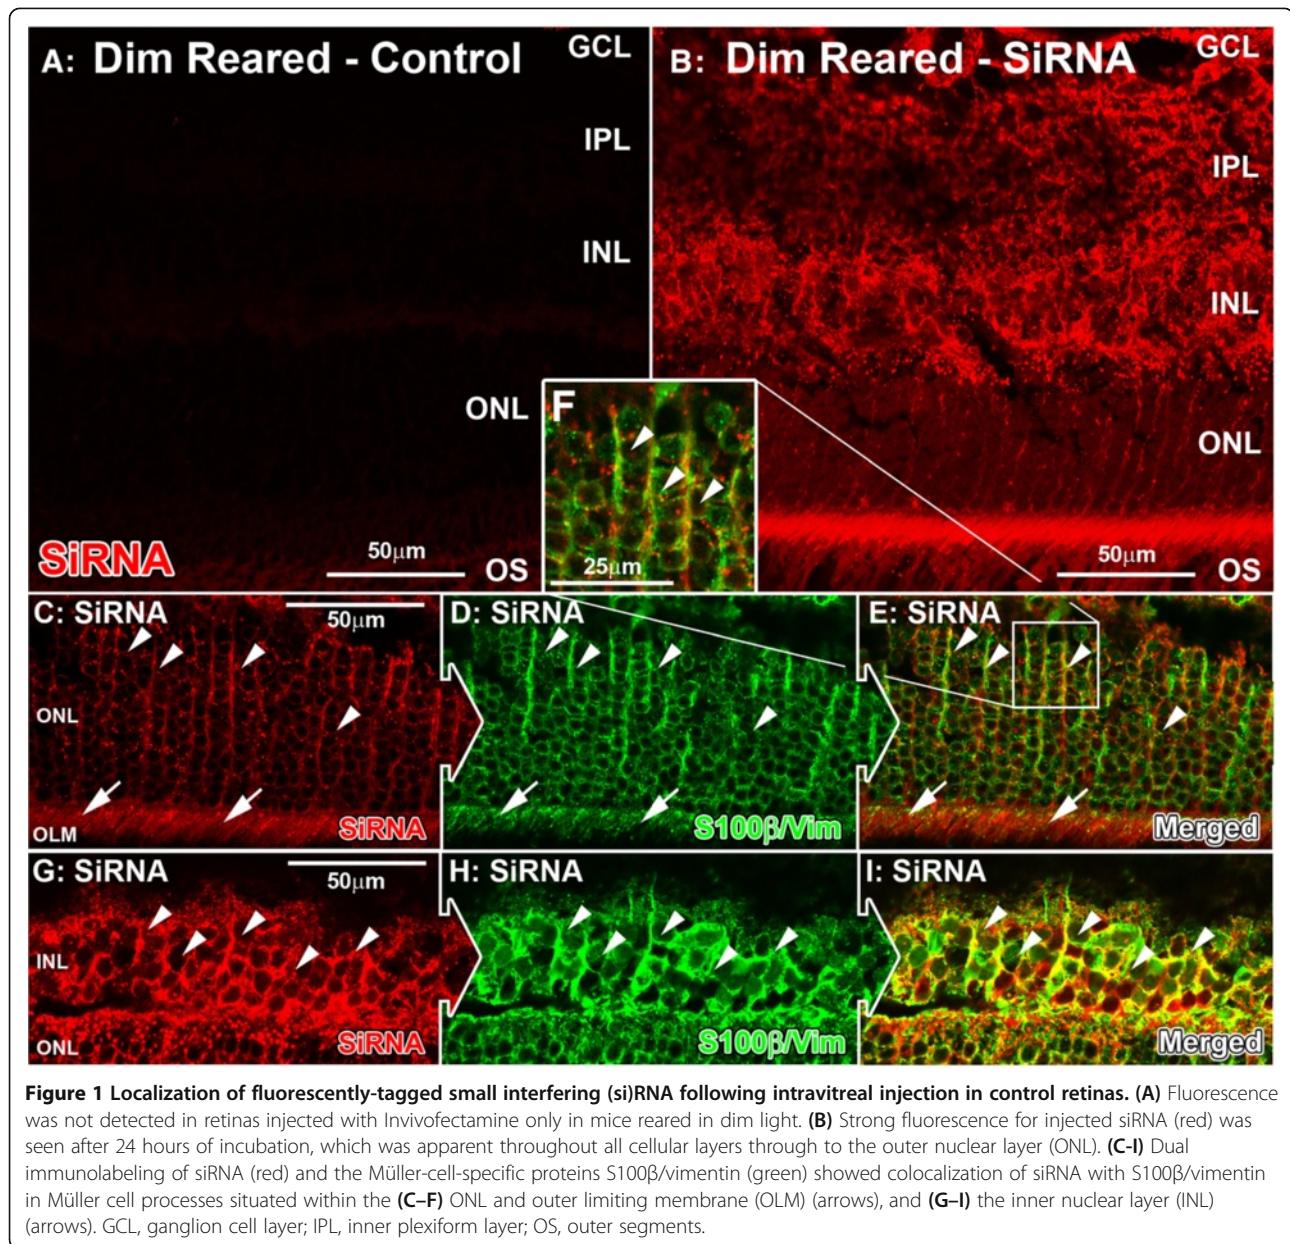 A: Dim Reared - Control
GCL
IPL
INL
ONL
SiRNA
50μm
OS
B: Dim Reared - SiRNA
GCL
IPL
INL
ONL
50μm
OS
F
25μm
C: SiRNA
50μm
ONL
OLM
SiRNA
D: SiRNA
S100β/Vim
E: SiRNA
Merged
G: SiRNA
50μm
INL
ONL
SiRNA
H: SiRNA
S100β/Vim
I: SiRNA
Merged
Figure 1 Localization of fluorescently-tagged small interfering (si)RNA following intravitreal injection in control retinas. (A) Fluorescence
was not detected in retinas injected with Invivofectamine only in mice reared in dim light. (B) Strong fluorescence for injected siRNA (red) was
seen after 24 hours of incubation, which was apparent throughout all cellular layers through to the outer nuclear layer (ONL). (C-I) Dual
immunolabeling of siRNA (red) and the Müller-cell-specific proteins S100β/vimentin (green) showed colocalization of siRNA with S100β/vimentin
in Müller cell processes situated within the (C–F) ONL and outer limiting membrane (OLM) (arrows), and (G–I) the inner nuclear layer (INL)
(arrows). GCL, ganglion cell layer; IPL, inner plexiform layer; OS, outer segments.